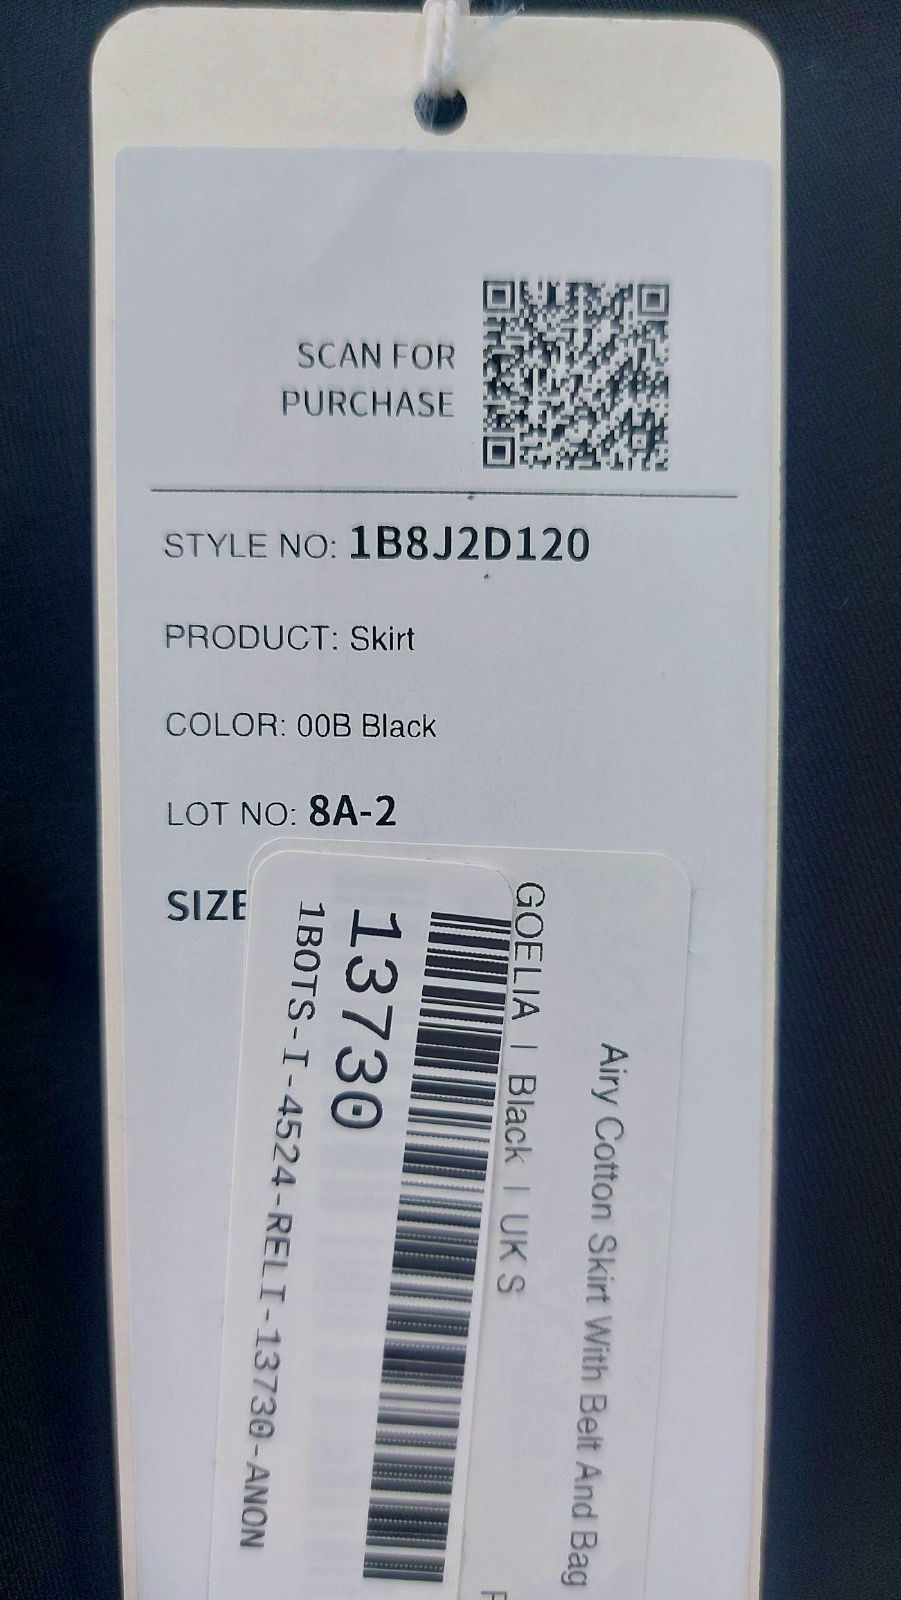 SCAN FOR
PURCHASE
STYLE NO: 1B8J2D120
PRODUCT: Skirt
COLOR: 00B Black
LOT NO: 8A-2
SIZE
Airy Cotton Skirt With Belt And Bag
GOELIA | Black | UK S
13730
1BOTS-I-4524-RELI-13730-ANON